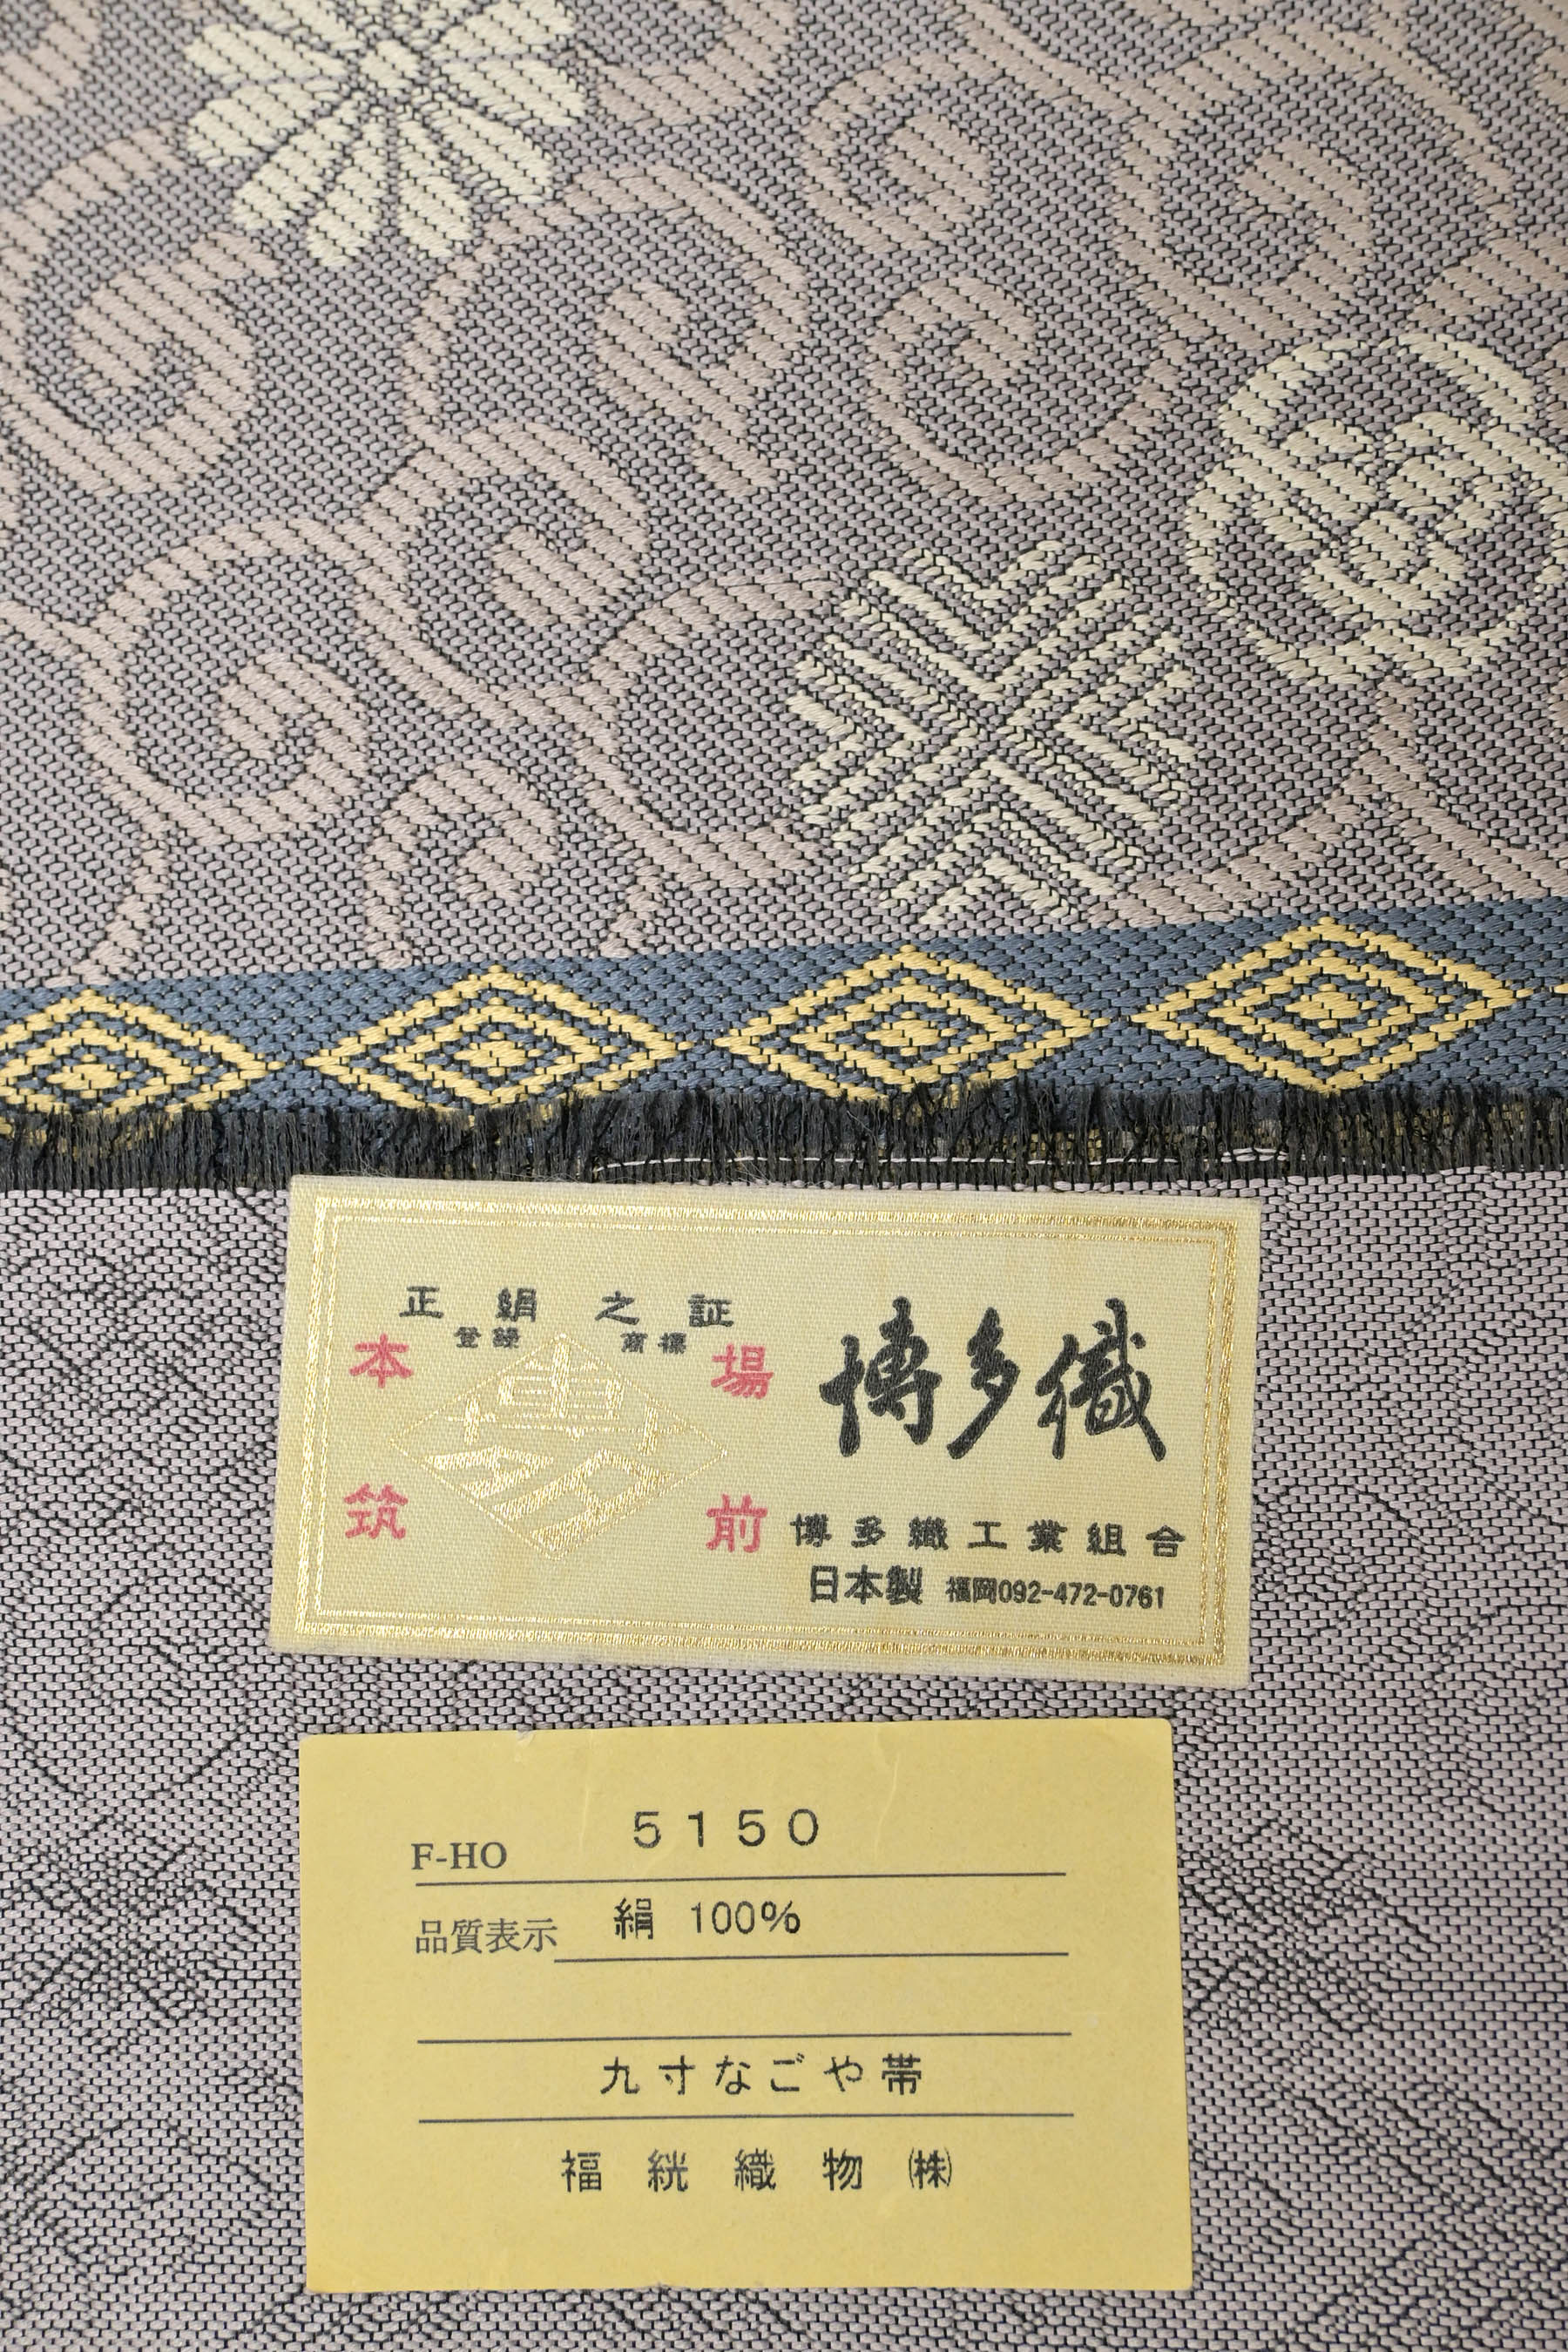 正絹之証
登録 商標
本場
筑前
博多織
博多織工業組合
日本製 福岡092-472-0761
F-HO 5150
品質表示 絹 100%
九寸なごや帯
福絖織物㈱